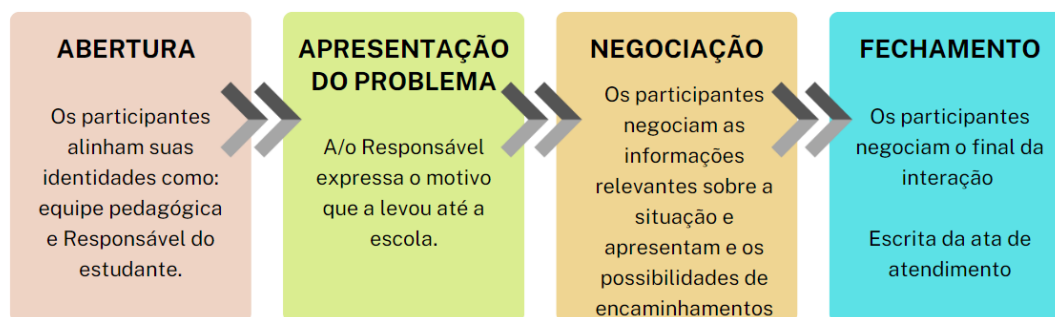 ABERTURA
Os participantes
alinham suas
identidades como:
equipe pedagógica
e Responsável do
estudante.
APRESENTAÇÃO
DO PROBLEMA
A/o Responsável
expressa o motivo
que a levou até a
escola.
NEGOCIAÇÃO
Os participantes
negociam as
informações
relevantes sobre a
situação e
apresentam e os
possibilidades de
encaminhamentos
FECHAMENTO
Os participantes
negociam o final da
interação
Escrita da ata de
atendimento